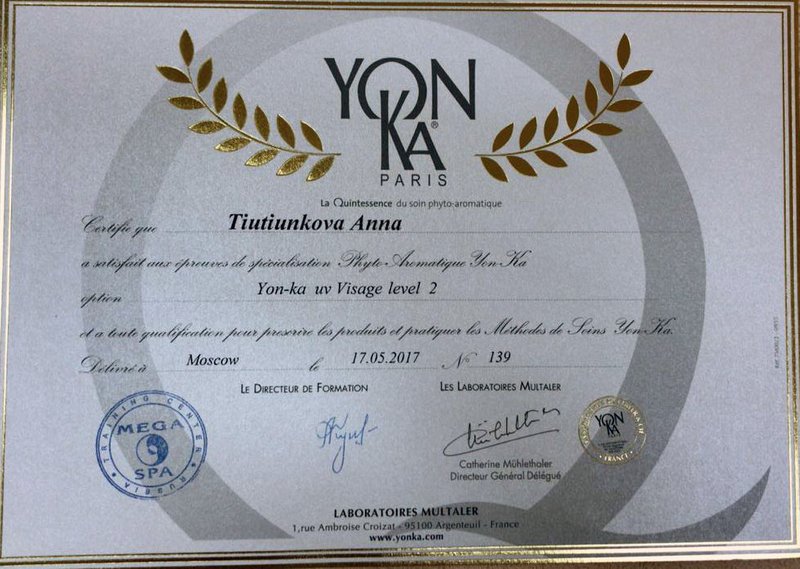 YON
KA®
PARIS
La Quintessence du soin phyto-aromatique
Certifie que Tiutiunkova Anna
a satisfait aux épreuves de spécialisation Phyto-Aromatique Yon-Ka
option Yon-ka uv Visage level 2
et a toute qualification pour prescrire les produits et pratiquer les Méthodes de Soins Yon-Ka.
Délivré à Moscow le 17.05.2017 N° 139
LE DIRECTEUR DE FORMATION LES LABORATOIRES MULTALER
TRAINING CENTER
MEGA
SPA
RUSSIA
YON
KA
PARIS
FRANCE
Catherine Mühlethaler
Directeur Général Délégué
LABORATOIRES MULTALER
1, rue Ambroise Croizat - 95100 Argenteuil - France
www.yonka.com